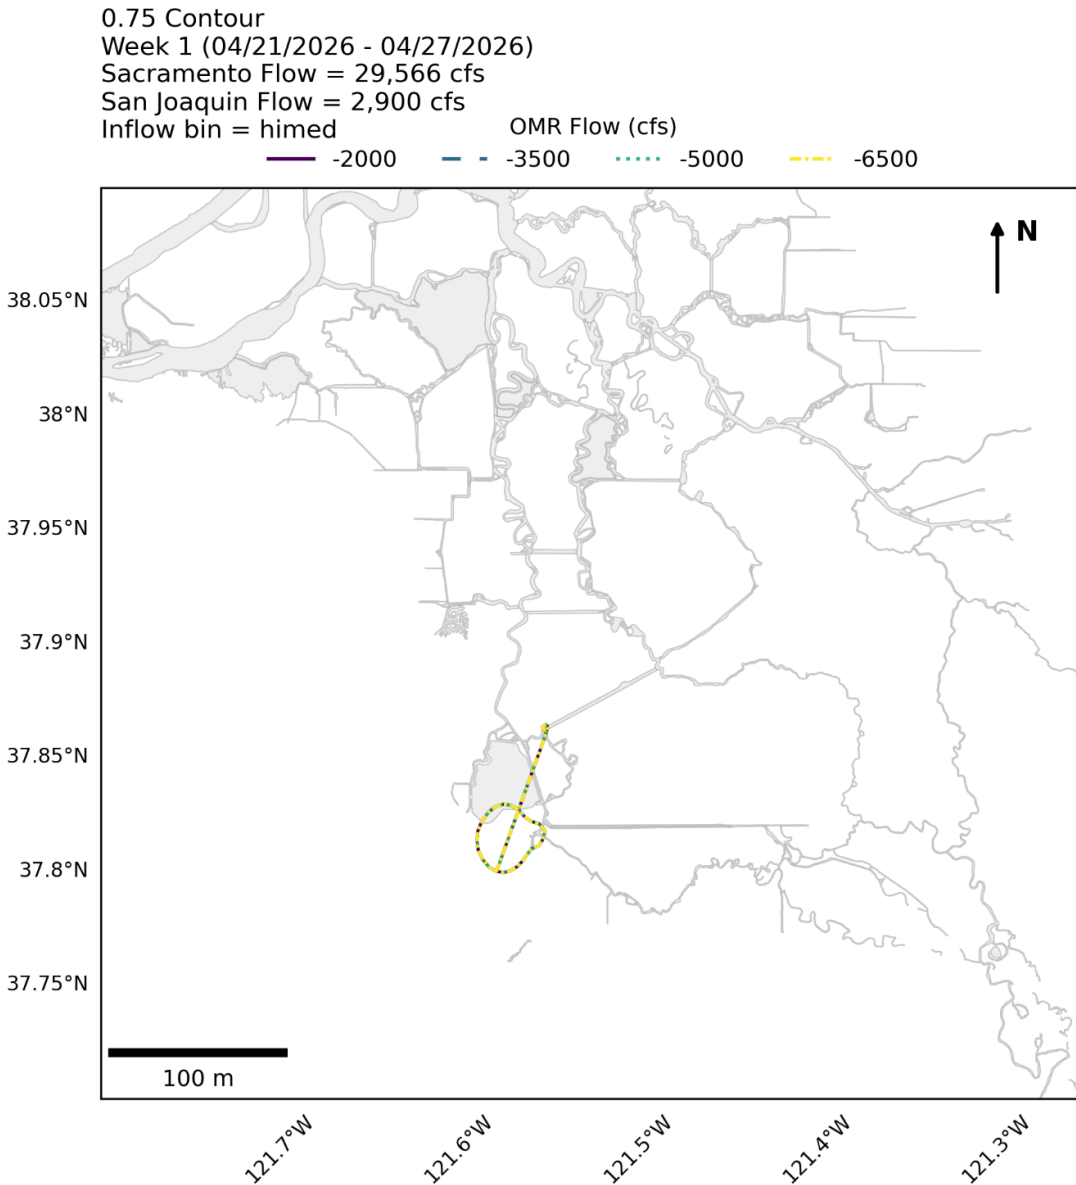 0.75 Contour
Week 1 (04/21/2026 - 04/27/2026)
Sacramento Flow = 29,566 cfs
San Joaquin Flow = 2,900 cfs
Inflow bin = himed
OMR Flow (cfs)
-2000 -3500 -5000 -6500
N
38.05°N
38°N
37.95°N
37.9°N
37.85°N
37.8°N
37.75°N
100 m
121.7°W 121.6°W 121.5°W 121.4°W 121.3°W